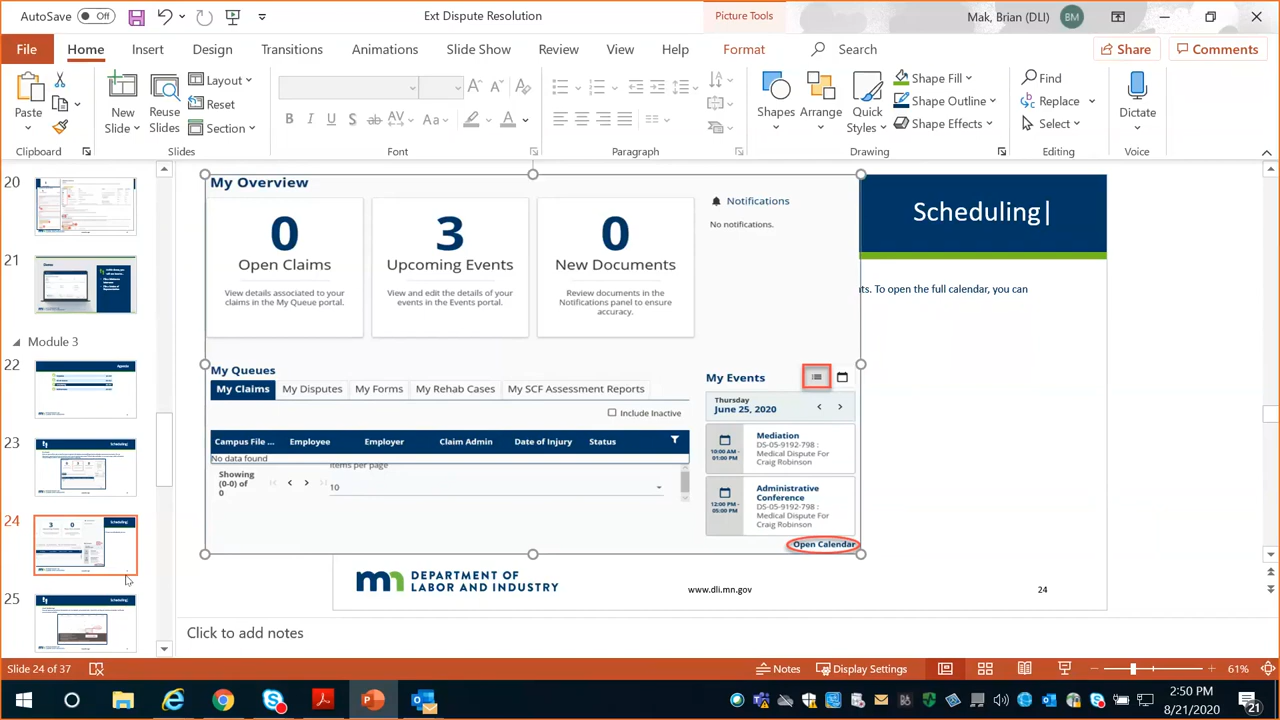 AutoSave Off
Ext Dispute Resolution
Picture Tools
Mak, Brian (DLI) BM
File Home Insert Design Transitions Animations Slide Show Review View Help Format Search Share Comments
Paste
New Slide
Reuse Slides
Layout
Reset
Section
Shapes
Arrange
Quick Styles
Shape Fill
Shape Outline
Shape Effects
Find
Replace
Select
Dictate
Clipboard Slides Font Paragraph Drawing Editing Voice
20
21
Module 3
22
23
24
25
My Overview
0
Open Claims
View details associated to your
claims in the My Queue portal.
3
Upcoming Events
View and edit the details of your
events in the Events portal.
0
New Documents
Review documents in the
Notifications panel to ensure
accuracy.
Notifications
No notifications.
Scheduling|
ts. To open the full calendar, you can
My Queues
My Claims My Disputes My Forms My Rehab Cases My SCF Assessment Reports
Include Inactive
Campus File ... Employee Employer Claim Admin Date of Injury Status
No data found
Showing
(0-0) of
0
Items per page
10
My Events
Thursday
June 25, 2020
10:00 AM -
01:00 PM
Mediation
DS-05-9192-798 :
Medical Dispute For
Craig Robinson
12:00 PM -
05:00 PM
Administrative
Conference
DS-05-9192-798 :
Medical Dispute For
Craig Robinson
Open Calendar
DEPARTMENT OF
LABOR AND INDUSTRY
www.dli.mn.gov
24
Click to add notes
Slide 24 of 37
Notes
Display Settings
61%
2:50 PM
8/21/2020
21